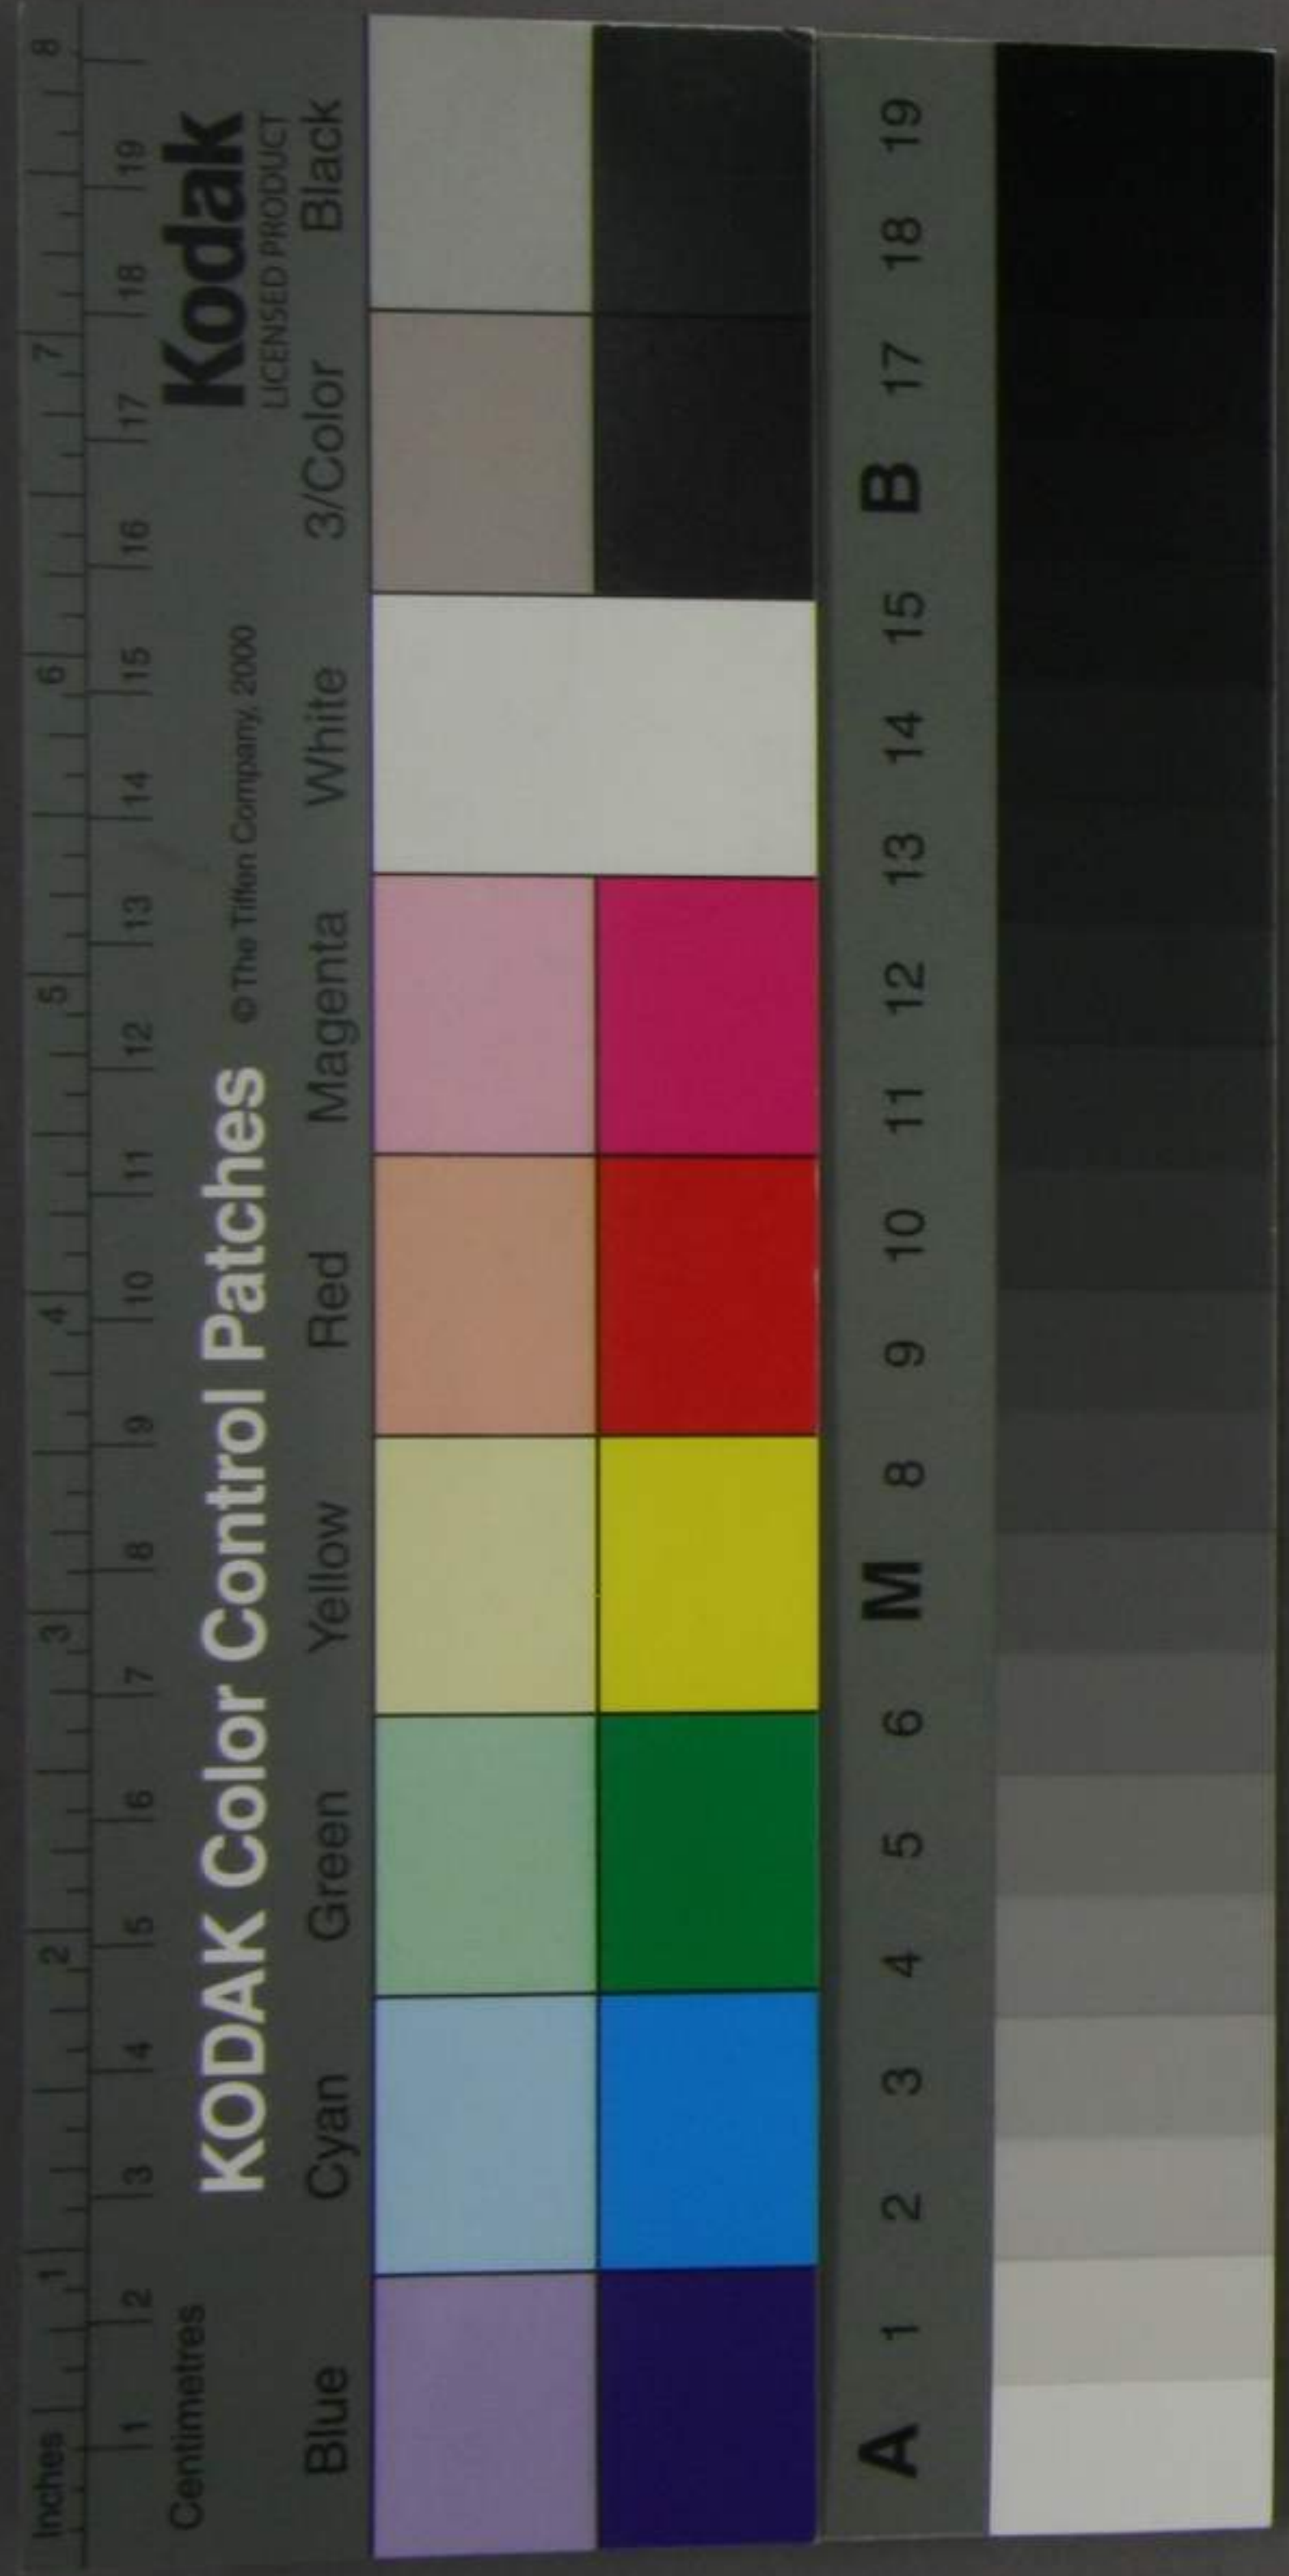 Inches 1 2 3 4 5 6 7 8
Centimetres 1 2 3 4 5 6 7 8 9 10 11 12 13 14 15 16 17 18 19
KODAK Color Control Patches © The Tiffen Company, 2000 Kodak
LICENSED PRODUCT
Blue Cyan Green Yellow Red Magenta White 3/Color Black
A 1 2 3 4 5 6 M 8 9 10 11 12 13 14 15 B 17 18 19